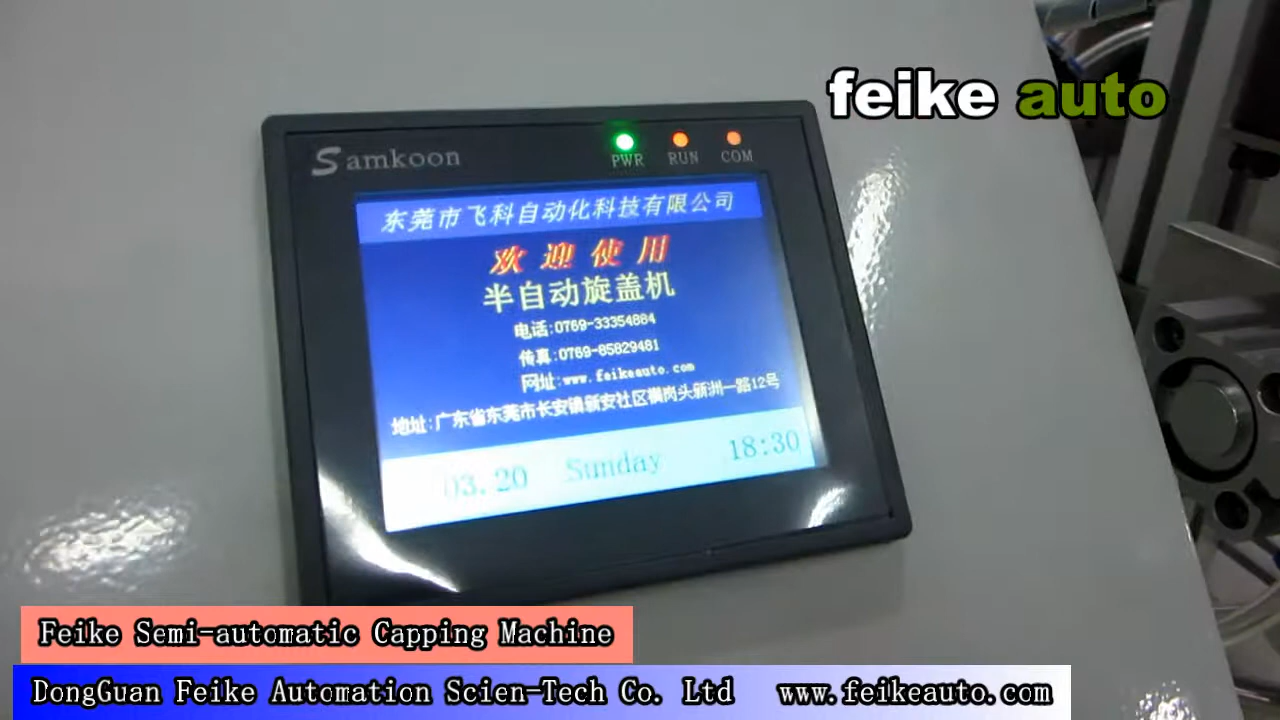 feike auto
Samkoon
PWR RUN COM
东莞市飞科自动化科技有限公司
欢迎使用
半自动旋盖机
电话:0769-33354884
传真:0769-85829481
网址:www.feikeauto.com
地址:广东省东莞市长安镇新安社区横岗头新洲一路12号
03.20 Sunday 18:30
Feike Semi-automatic Capping Machine
DongGuan Feike Automation Scien-Tech Co. Ltd www.feikeauto.com